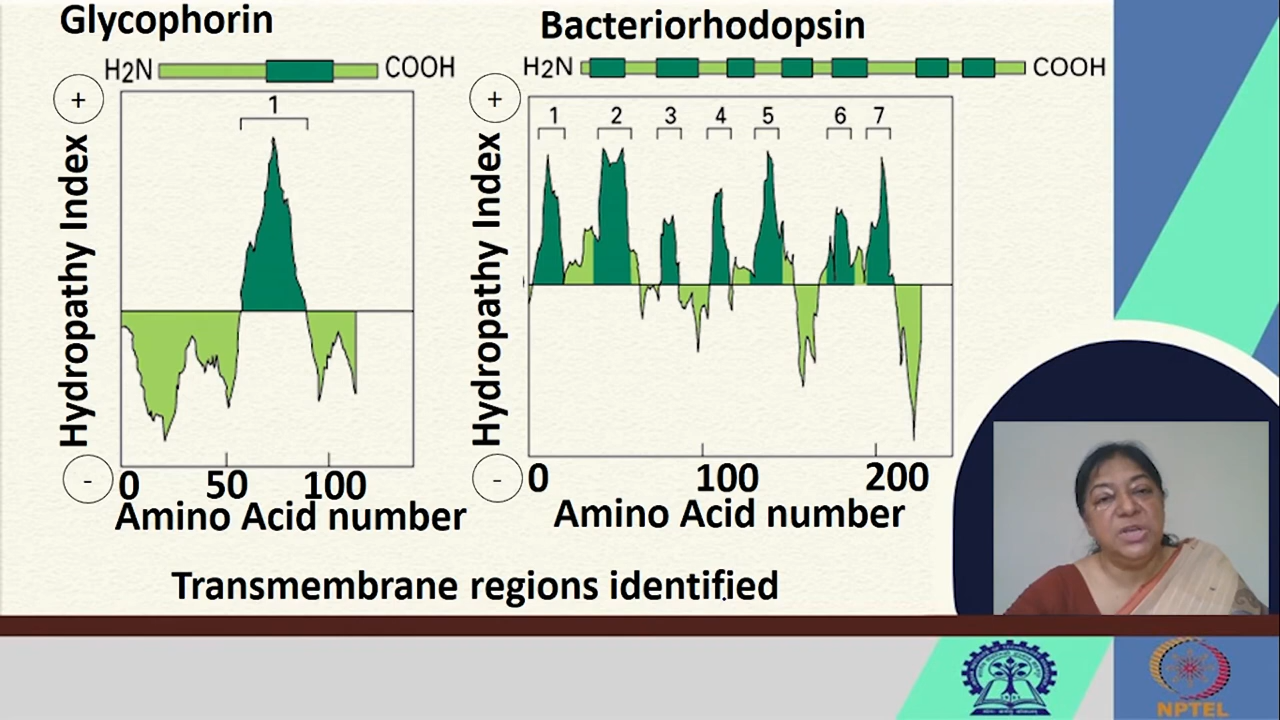 Glycophorin
H2N COOH
+
1
Hydropathy Index
-
0 50 100
Amino Acid number
Bacteriorhodopsin
H2N COOH
+
1 2 3 4 5 6 7
Hydropathy Index
-
0 100 200
Amino Acid number
Transmembrane regions identified
NPTEL